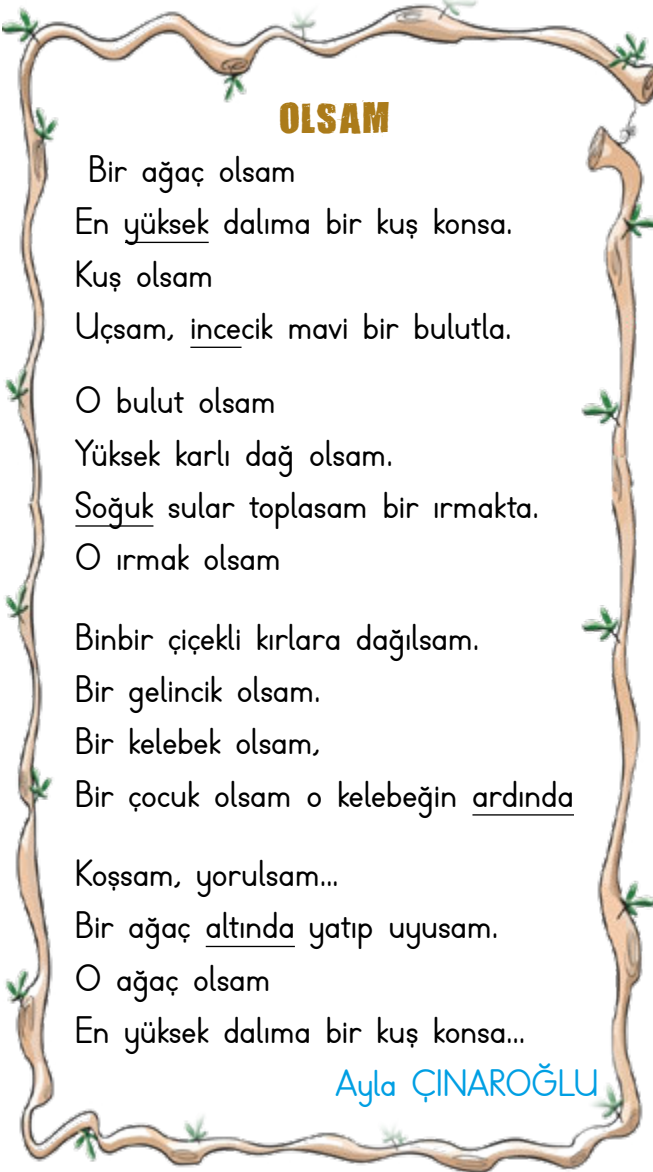 OLSAM
Bir ağaç olsam
En yüksek dalıma bir kuş konsa.
Kuş olsam
Uçsam, incecik mavi bir bulutla.
O bulut olsam
Yüksek karlı dağ olsam.
Soğuk sular toplasam bir ırmakta.
O ırmak olsam
Binbir çiçekli kırlara dağılsam.
Bir gelincik olsam.
Bir kelebek olsam,
Bir çocuk olsam o kelebeğin ardında
Koşsam, yorulsam...
Bir ağaç altında yatıp uyusam.
O ağaç olsam
En yüksek dalıma bir kuş konsa...
Ayla ÇINAROĞLU